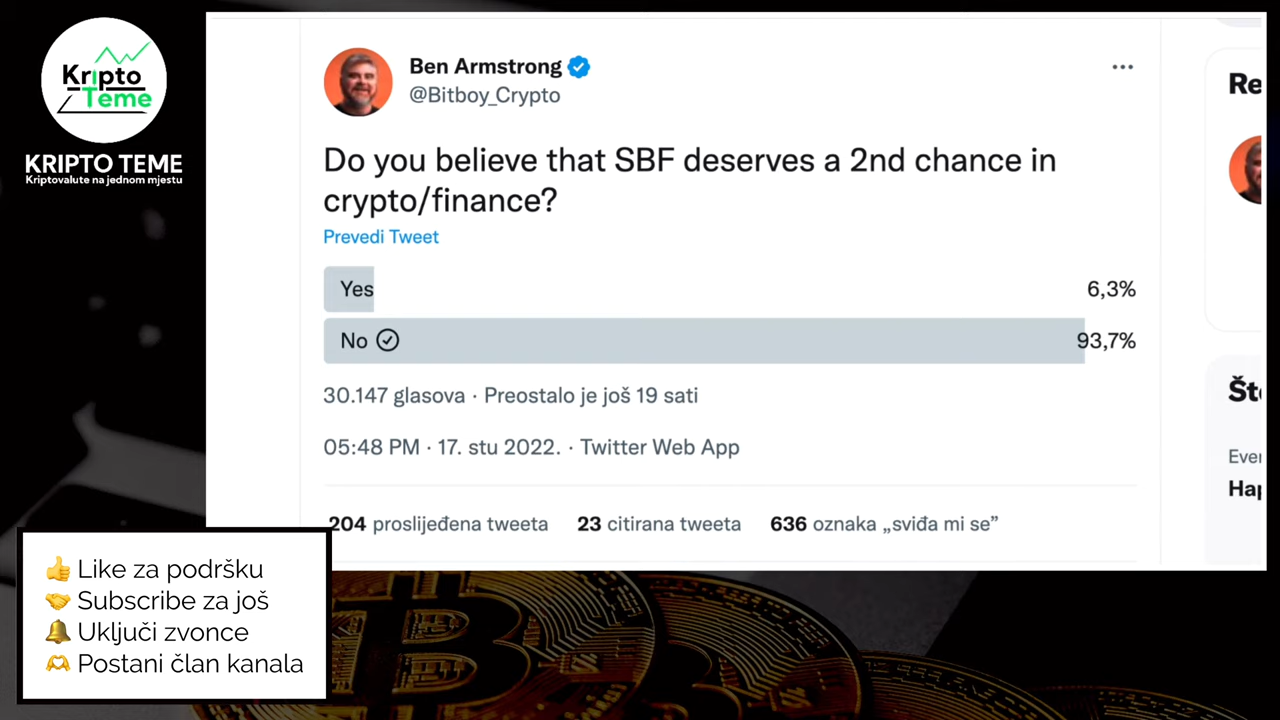 Kripto
Teme
KRIPTO TEME
Kriptovalute na jednom mjestu
Ben Armstrong
@Bitboy_Crypto
Do you believe that SBF deserves a 2nd chance in
crypto/finance?
Prevedi Tweet
Yes 6,3%
No 93,7%
30.147 glasova · Preostalo je još 19 sati
05:48 PM · 17. stu 2022. · Twitter Web App
204 proslijeđena tweeta 23 citirana tweeta 636 oznaka „sviđa mi se”
Re
Što
Ever
Hap
👍 Like za podršku
🤝 Subscribe za još
🔔 Uključi zvonce
🫶 Postani član kanala